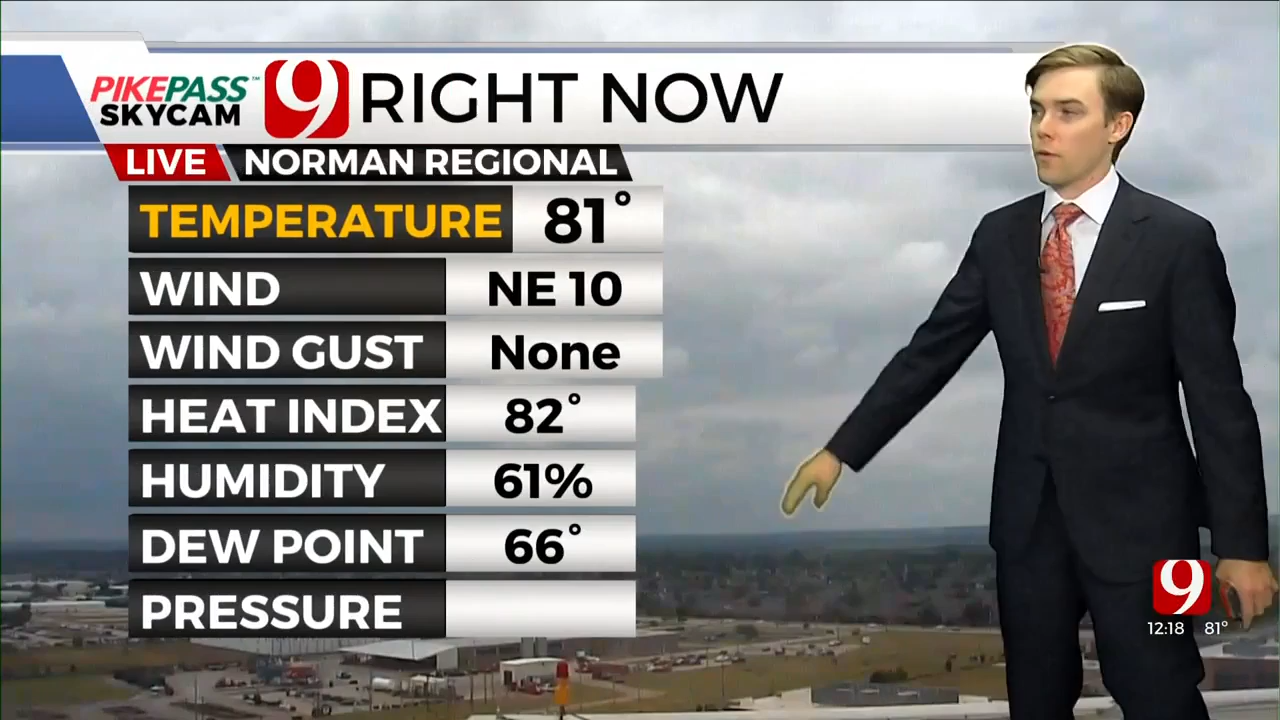 PIKEPASS™
SKYCAM
9
RIGHT NOW
LIVE NORMAN REGIONAL
TEMPERATURE 81°
WIND NE 10
WIND GUST None
HEAT INDEX 82°
HUMIDITY 61%
DEW POINT 66°
PRESSURE
9
12:18 81°